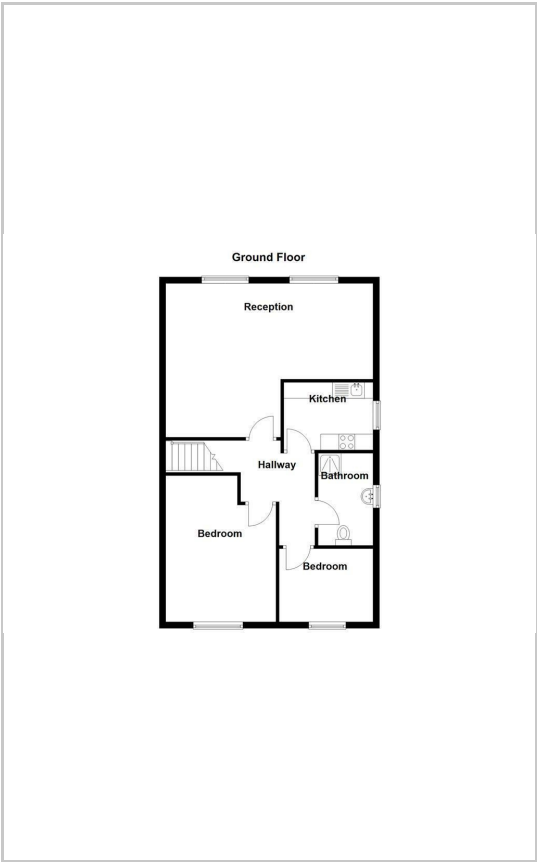 Ground Floor
Reception
Kitchen
Hallway
Bathroom
Bedroom
Bedroom